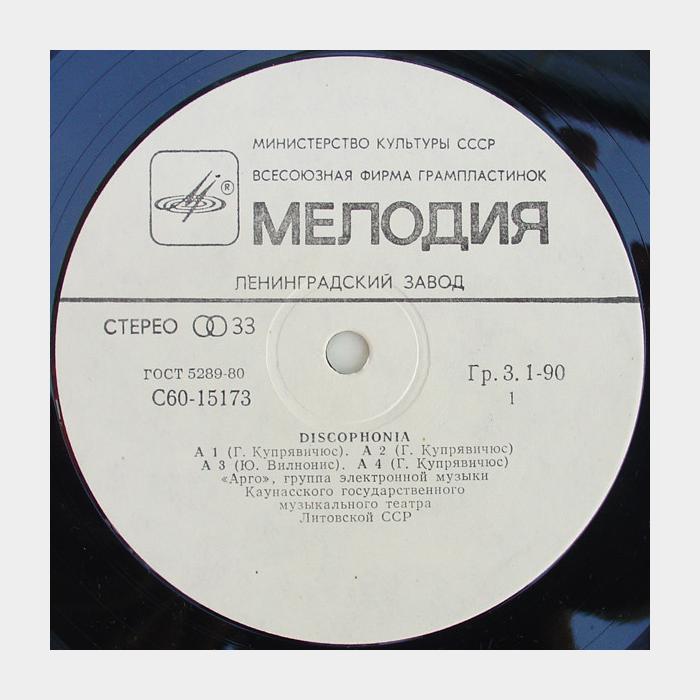 МИНИСТЕРСТВО КУЛЬТУРЫ СССР
ВСЕСОЮЗНАЯ ФИРМА ГРАМПЛАСТИНОК
®
МЕЛОДИЯ
ЛЕНИНГРАДСКИЙ ЗАВОД
СТЕРЕО 33
ГОСТ 5289-80
Гр. 3. 1-90
С60-15173
1
DISCOPHONIA
А 1 (Г. Купрявичюс). А 2 (Г. Купрявичюс)
А 3 (Ю. Вилнонис). А 4 (Г. Купрявичюс)
«Арго», группа электронной музыки
Каунасского государственного
музыкального театра
Литовской ССР